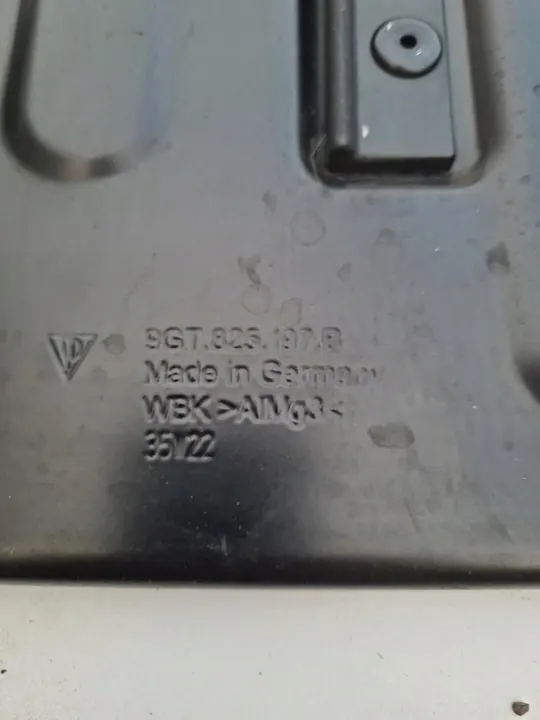 9GT.825.197.B
Made in Germany
WBK >AlMg3<
35/22